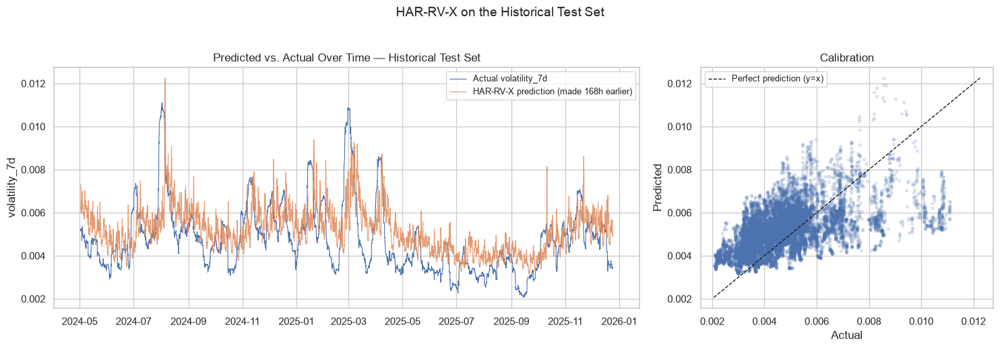 HAR-RV-X on the Historical Test Set
Predicted vs. Actual Over Time — Historical Test Set
volatility_7d
0.012
0.010
0.008
0.006
0.004
0.002
Actual volatility_7d
HAR-RV-X prediction (made 168h earlier)
2024-05 2024-07 2024-09 2024-11 2025-01 2025-03 2025-05 2025-07 2025-09 2025-11 2026-01
Calibration
Predicted
0.012
0.010
0.008
0.006
0.004
0.002
Perfect prediction (y=x)
0.002 0.004 0.006 0.008 0.010 0.012
Actual